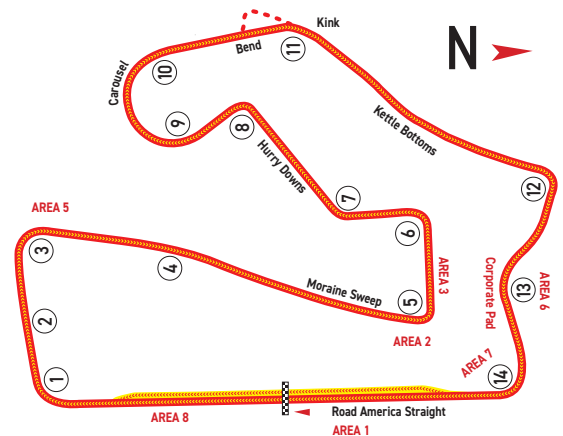 Kink
N
11
Bend
10
Carousel
9
8
Kettle Bottoms
Hurry Downs
12
7
AREA 5
6
3
4
AREA 3
Corporate Pad
13
AREA 6
Moraine Sweep
5
2
AREA 2
AREA 7
14
1
AREA 8
Road America Straight
AREA 1